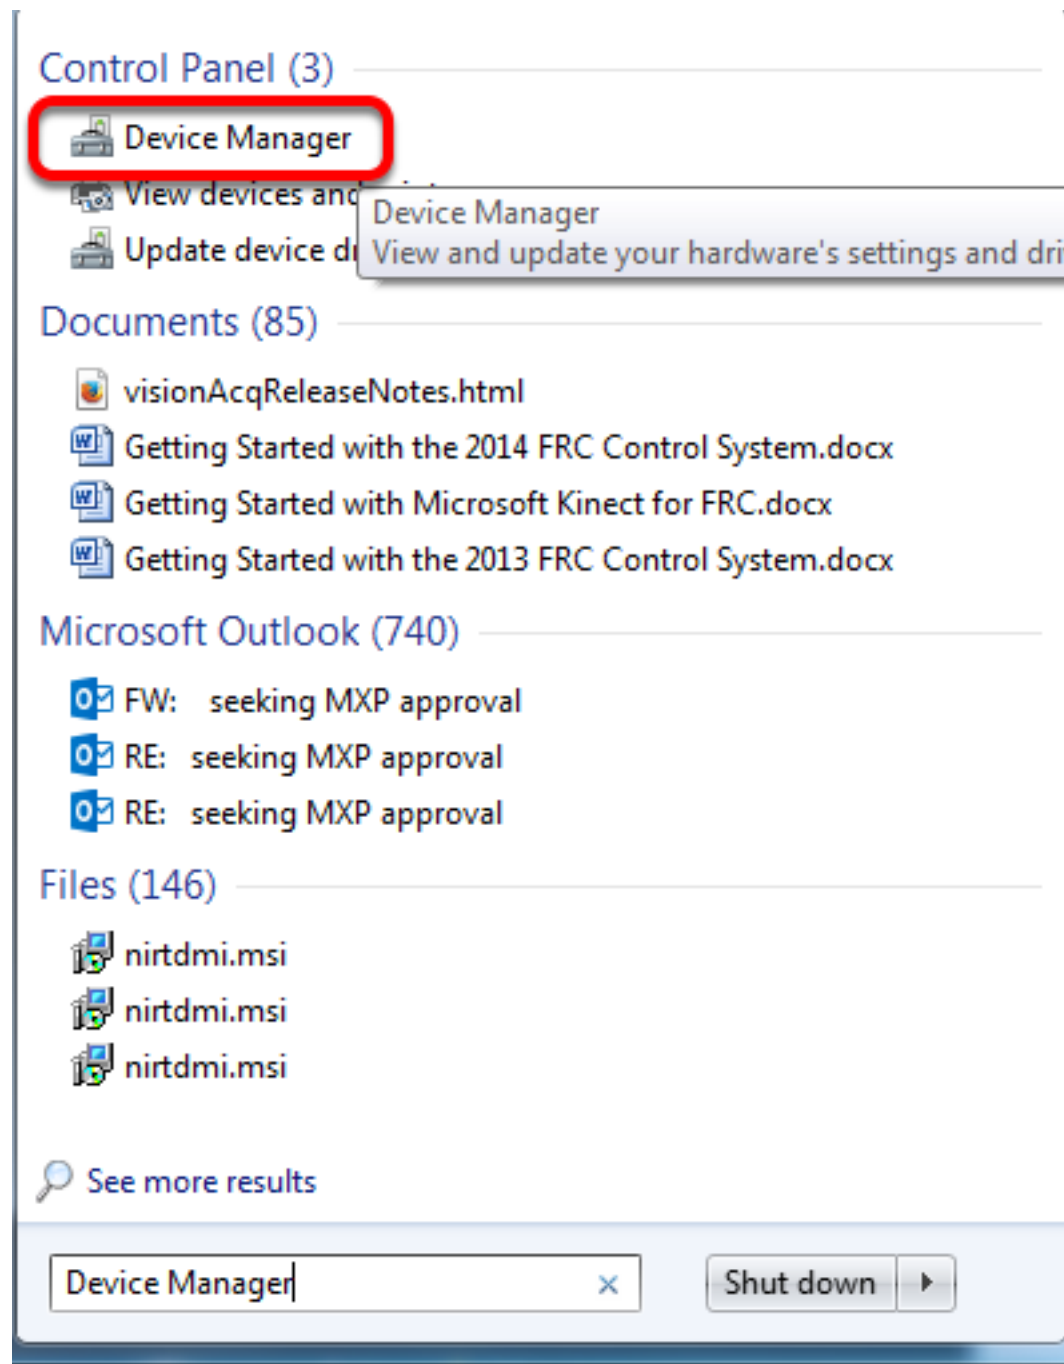 Control Panel (3)
Device Manager
View devices and
Device Manager
Update device
View and update your hardware's settings and
Documents (85)
visionAcqReleaseNotes.html
Getting Started with the 2014 FRC Control System.docx
Getting Started with Microsoft Kinect for FRC.docx
Getting Started with the 2013 FRC Control System.docx
Microsoft Outlook (740)
FW: seeking MXP approval
RE: seeking MXP approval
RE: seeking MXP approval
Files (146)
nirtdmi.msi
nirtdmi.msi
nirtdmi.msi
See more results
Device Manager
Shut down